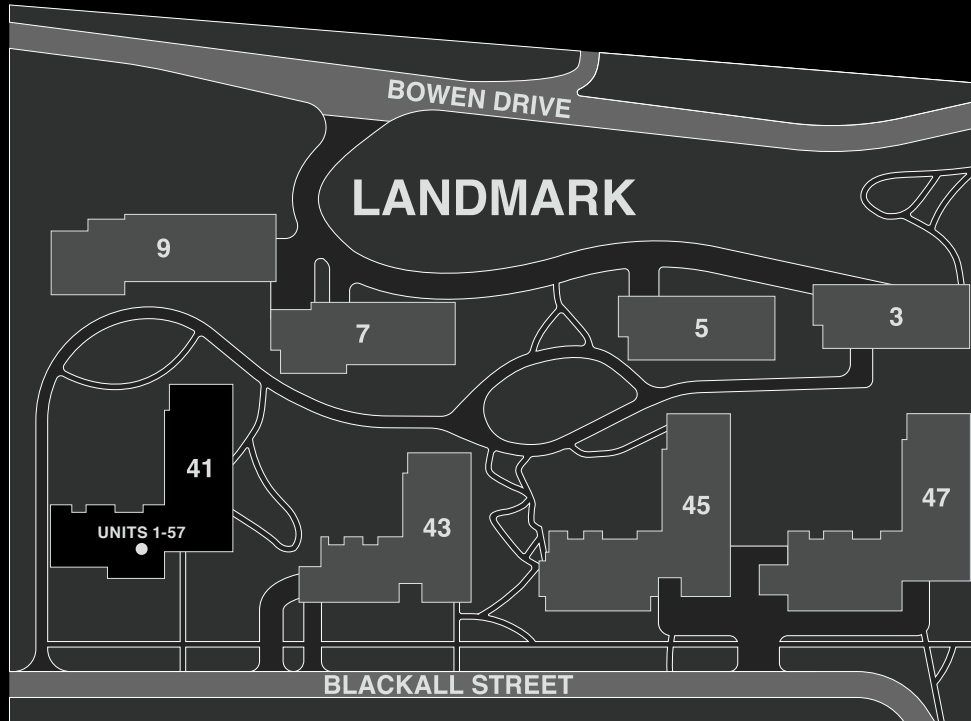 BOWEN DRIVE
LANDMARK
9
7
5
3
41
UNITS 1-57
43
45
47
BLACKALL STREET